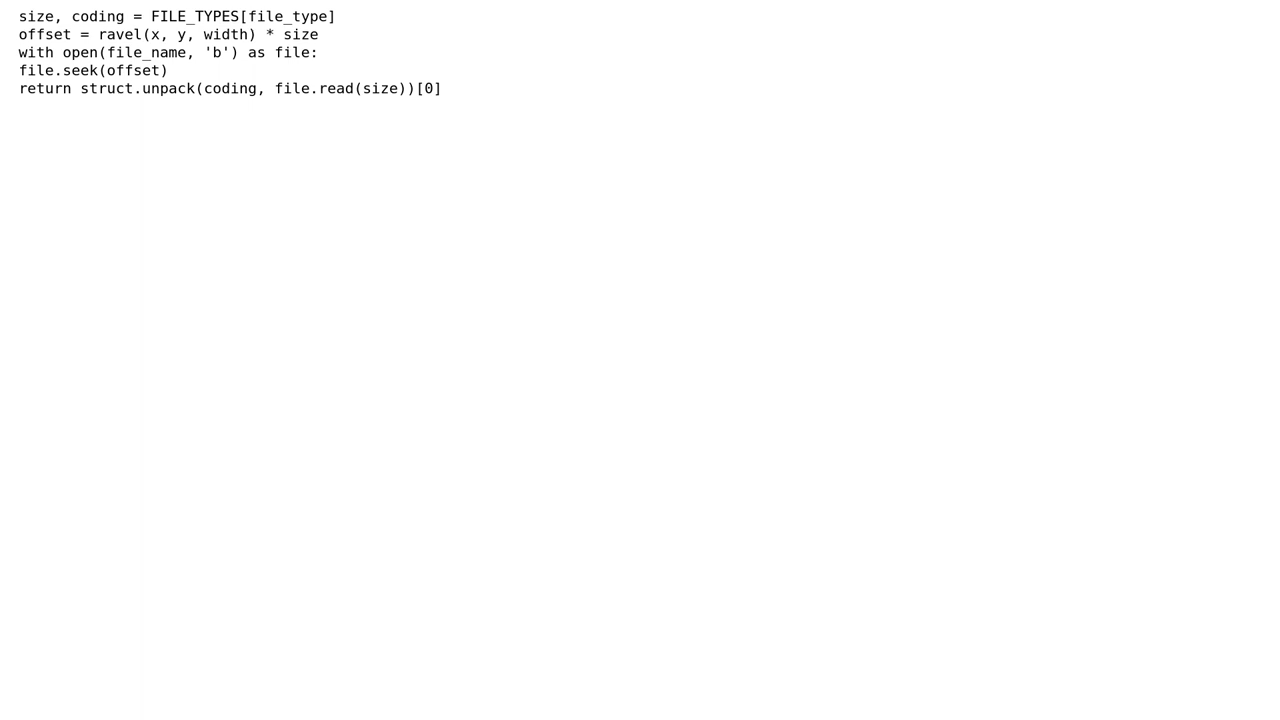 size, coding = FILE_TYPES[file_type]
offset = ravel(x, y, width) * size
with open(file_name, 'b') as file:
file.seek(offset)
return struct.unpack(coding, file.read(size))[0]